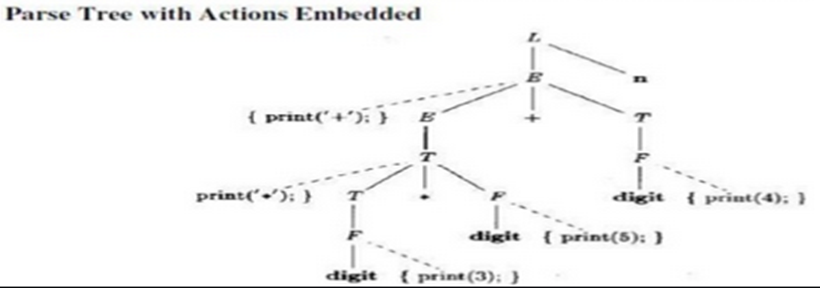 Parse Tree with Actions Embedded
L
E n
{ print('+'); } E + T
T F
print('*'); } T * F digit { print(4); }
F digit { print(5); }
digit { print(3); }